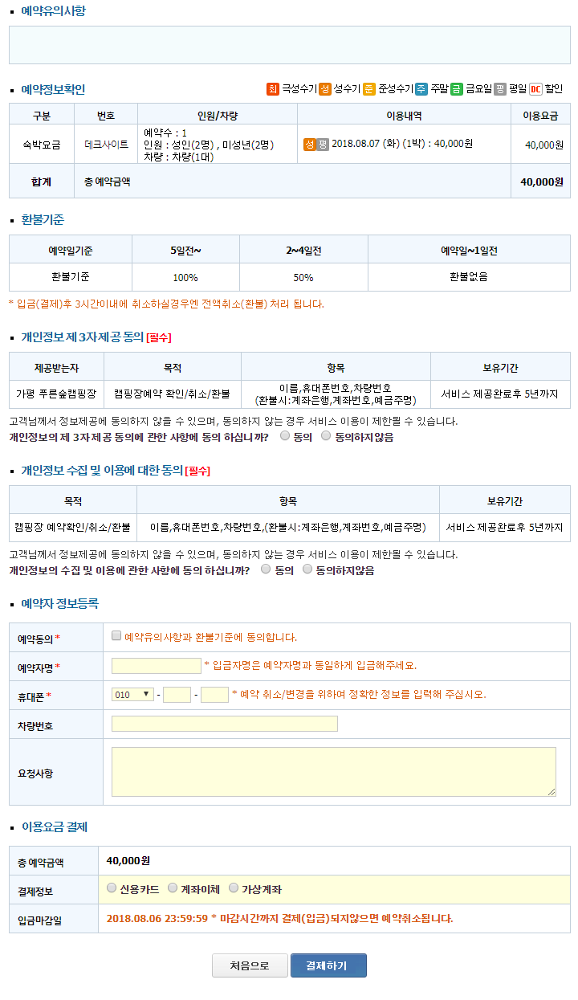 예약유의사항
예약정보확인
최 극성수기 성 성수기 준 준성수기 주 주말 금 금요일 평 평일 DC 할인
구분 번호 인원/차량 이용내역 이용요금
숙박요금 데크사이트 예약수 : 1
인원 : 성인(2명) , 미성년(2명)
차량 : 차량(1대)
성 평 2018.08.07 (화) (1박) : 40,000원 40,000원
합계 총 예약금액 40,000원
환불기준
예약일기준 5일전~ 2~4일전 예약일~1일전
환불기준 100% 50% 환불없음
* 입금(결제)후 3시간이내에 취소하실경우엔 전액취소(환불) 처리 됩니다.
개인정보 제 3자 제공 동의 [필수]
제공받는자 목적 항목 보유기간
가평 푸른숲캠핑장 캠핑장예약 확인/취소/환불 이름,휴대폰번호,차량번호
(환불시:계좌은행,계좌번호,예금주명) 서비스 제공완료후 5년까지
고객님께서 정보제공에 동의하지 않을 수 있으며, 동의하지 않는 경우 서비스 이용이 제한될 수 있습니다.
개인정보의 제 3자 제공 동의에 관한 사항에 동의 하십니까? 동의 동의하지않음
개인정보 수집 및 이용에 대한 동의 [필수]
목적 항목 보유기간
캠핑장 예약확인/취소/환불 이름,휴대폰번호,차량번호,(환불시:계좌은행,계좌번호,예금주명) 서비스 제공완료후 5년까지
고객님께서 정보제공에 동의하지 않을 수 있으며, 동의하지 않는 경우 서비스 이용이 제한될 수 있습니다.
개인정보의 수집 및 이용에 관한 사항에 동의 하십니까? 동의 동의하지않음
예약자 정보등록
예약동의 * 예약유의사항과 환불기준에 동의합니다.
예약자명 * * 입금자명은 예약자명과 동일하게 입금해주세요.
휴대폰 * 010 - - * 예약 취소/변경을 위하여 정확한 정보를 입력해 주십시오.
차량번호
요청사항
이용요금 결제
총 예약금액 40,000원
결제정보 신용카드 계좌이체 가상계좌
입금마감일 2018.08.06 23:59:59 * 마감시간까지 결제(입금)되지않으면 예약취소됩니다.
처음으로 결제하기